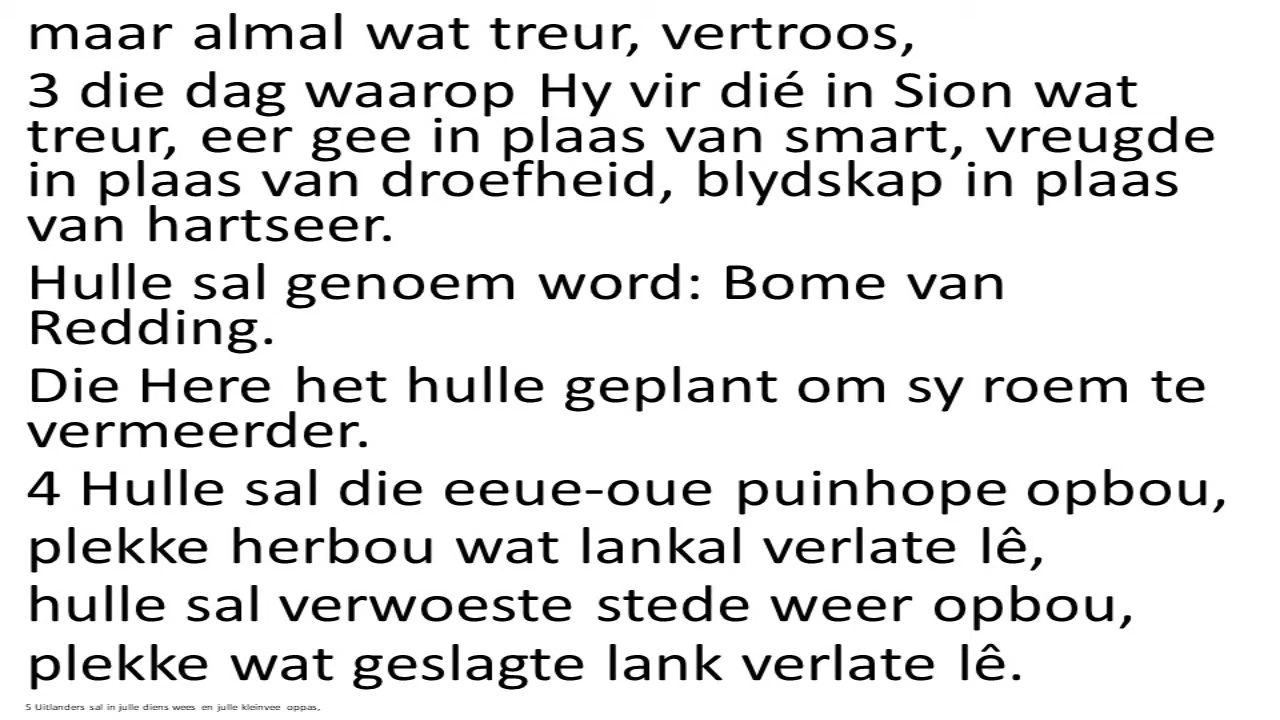 maar almal wat treur, vertroos,
3 die dag waarop Hy vir dié in Sion wat
treur, eer gee in plaas van smart, vreugde
in plaas van droefheid, blydskap in plaas
van hartseer.
Hulle sal genoem word: Bome van
Redding.
Die Here het hulle geplant om sy roem te
vermeerder.
4 Hulle sal die eeue-oue puinhope opbou,
plekke herbou wat lankal verlate lê,
hulle sal verwoeste stede weer opbou,
plekke wat geslagte lank verlate lê.
5 Uitlanders sal in julle diens wees en julle kleinvee oppas,